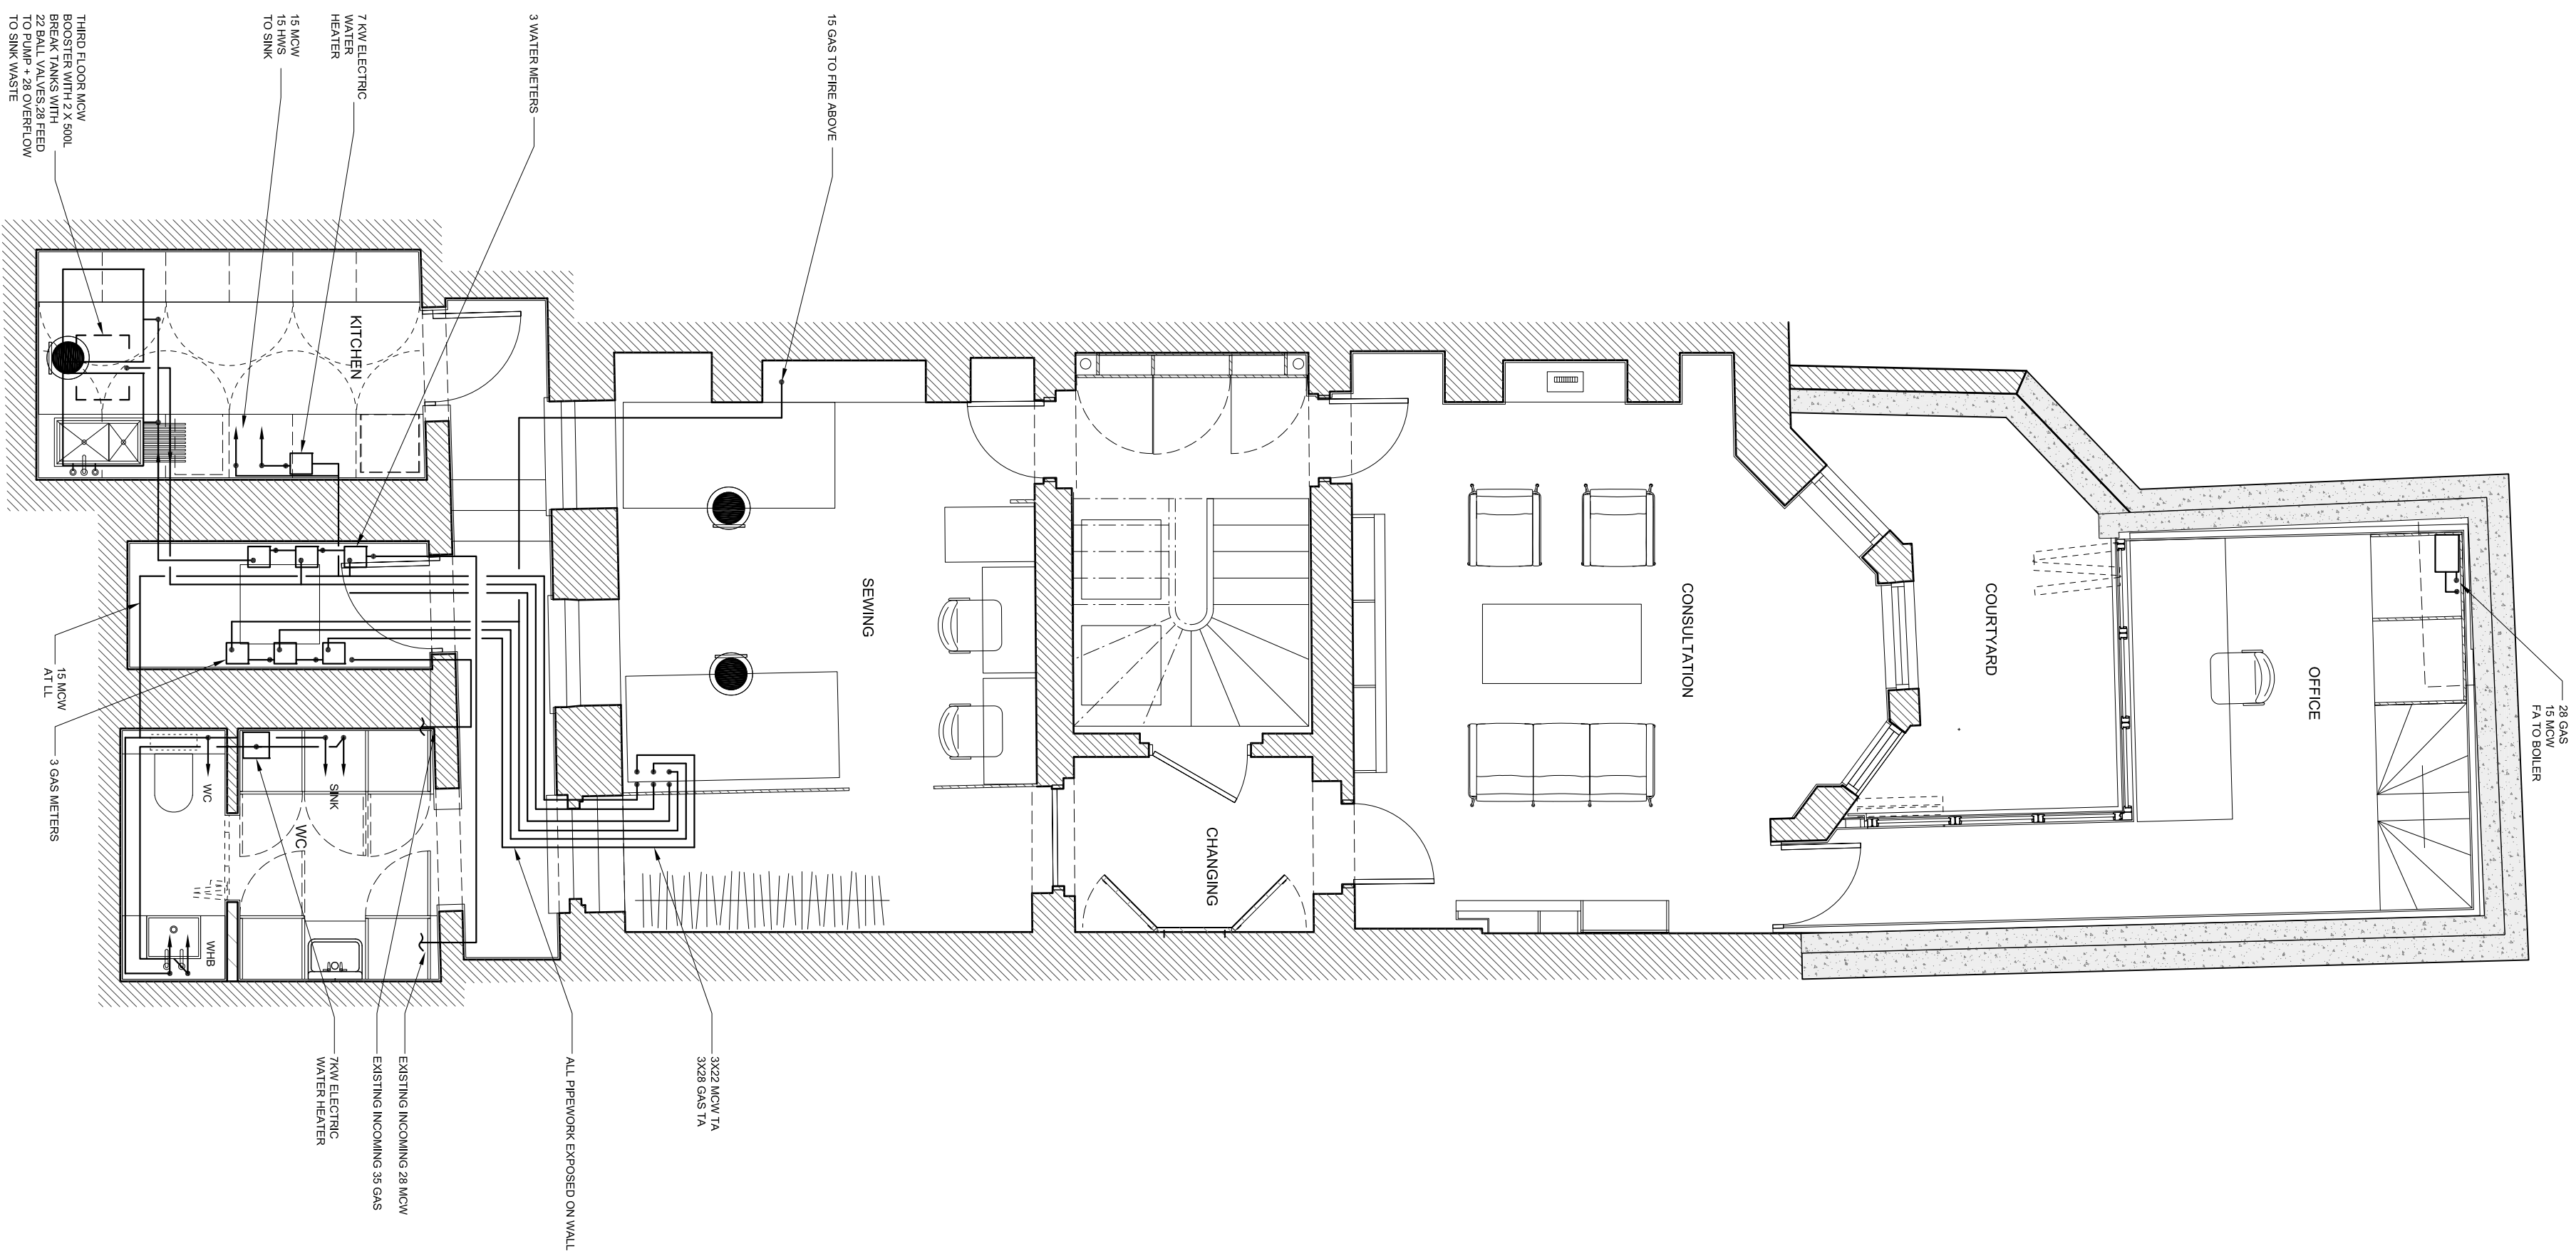 THIRD FLOOR MCW
BOOSTER WITH 2 X 500L
BREAK TANKS WITH
22 BALL VALVES;28 FEED
TO PUMP + 28 OVERFLOW
TO SINK WASTE
15 MCW
15 HWS
TO SINK
7 KW ELECTRIC
WATER
HEATER
3 WATER METERS
15 GAS TO FIRE ABOVE
KITCHEN
SEWING
CONSULTATION
COURTYARD
OFFICE
28 GAS
15 MCW
FA TO BOILER
CHANGING
WC
SINK
WC
WHB
15 MCW
AT LL
3 GAS METERS
7KW ELECTRIC
WATER HEATER
EXISTING INCOMING 35 GAS
EXISTING INCOMING 28 MCW
ALL PIPEWORK EXPOSED ON WALL
3X22 MCW TA
3X28 GAS TA